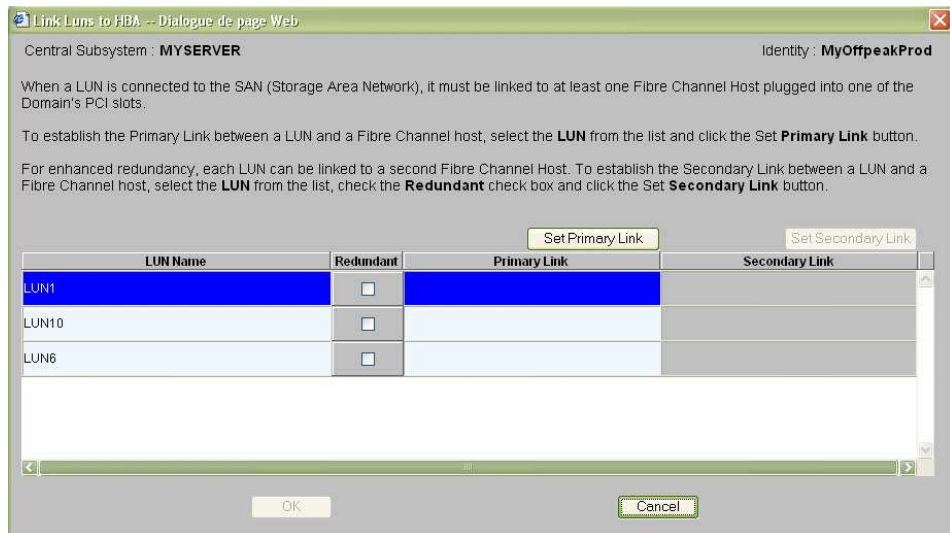 Link Luns to HBA -- Dialogue de page Web
Central Subsystem : MYSERVER
Identity : MyOffpeakProd
When a LUN is connected to the SAN (Storage Area Network), it must be linked to at least one Fibre Channel Host plugged into one of the
Domain's PCI slots.
To establish the Primary Link between a LUN and a Fibre Channel host, select the LUN from the list and click the Set Primary Link button.
For enhanced redundancy, each LUN can be linked to a second Fibre Channel Host. To establish the Secondary Link between a LUN and a
Fibre Channel host, select the LUN from the list, check the Redundant check box and click the Set Secondary Link button.
Set Primary Link
Set Secondary Link
LUN Name Redundant Primary Link Secondary Link
LUN1
LUN10
LUN6
OK
Cancel